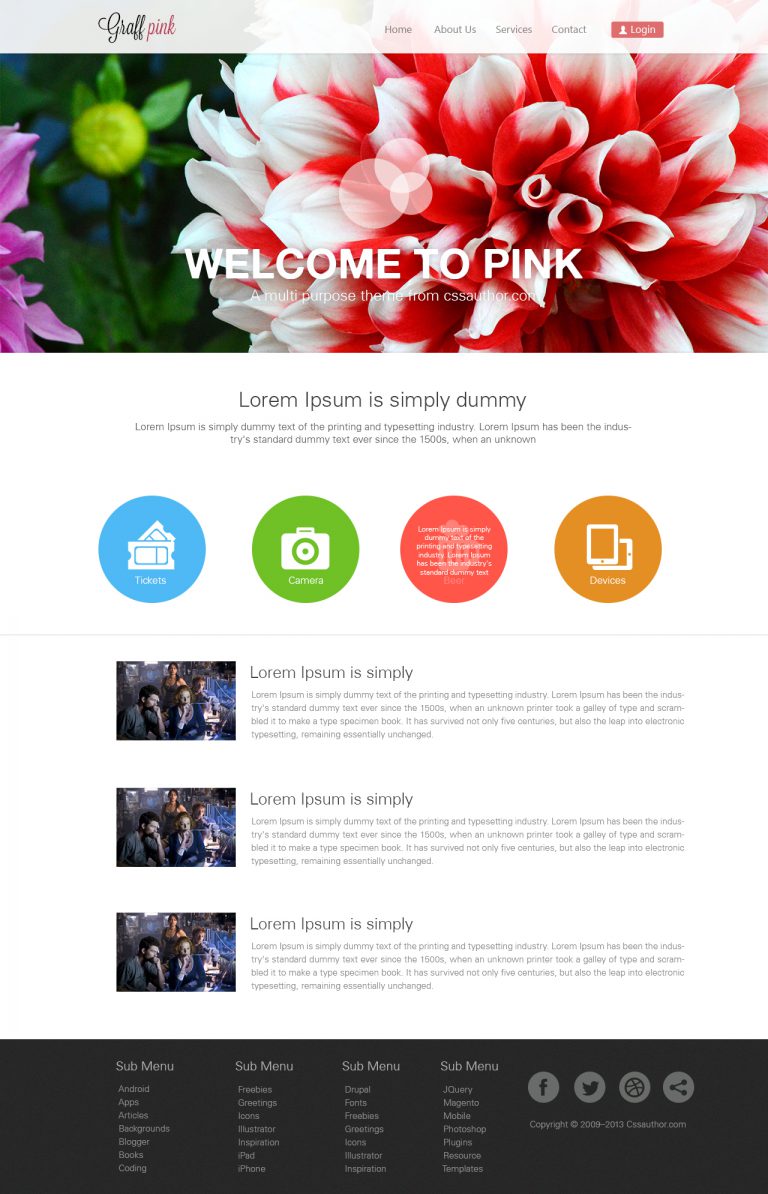 Graff pink
Home About Us Services Contact Login
WELCOME TO PINK
A multi purpose theme from cssauthor.com
Lorem Ipsum is simply dummy
Lorem Ipsum is simply dummy text of the printing and typesetting industry. Lorem Ipsum has been the indus-
try's standard dummy text ever since the 1500s, when an unknown
Tickets
Camera
Lorem Ipsum is simply
dummy text of the
printing and typesetting
industry. Lorem Ipsum
has been the industry's
standard dummy text
Beer
Devices
Lorem Ipsum is simply
Lorem Ipsum is simply dummy text of the printing and typesetting industry. Lorem Ipsum has been the indus-
try's standard dummy text ever since the 1500s, when an unknown printer took a galley of type and scram-
bled it to make a type specimen book. It has survived not only five centuries, but also the leap into electronic
typesetting, remaining essentially unchanged.
Lorem Ipsum is simply
Lorem Ipsum is simply dummy text of the printing and typesetting industry. Lorem Ipsum has been the indus-
try's standard dummy text ever since the 1500s, when an unknown printer took a galley of type and scram-
bled it to make a type specimen book. It has survived not only five centuries, but also the leap into electronic
typesetting, remaining essentially unchanged.
Lorem Ipsum is simply
Lorem Ipsum is simply dummy text of the printing and typesetting industry. Lorem Ipsum has been the indus-
try's standard dummy text ever since the 1500s, when an unknown printer took a galley of type and scram-
bled it to make a type specimen book. It has survived not only five centuries, but also the leap into electronic
typesetting, remaining essentially unchanged.
Sub Menu
Android
Apps
Articles
Backgrounds
Blogger
Books
Coding
Sub Menu
Freebies
Greetings
Icons
Illustrator
Inspiration
iPad
iPhone
Sub Menu
Drupal
Fonts
Freebies
Greetings
Icons
Illustrator
Inspiration
Sub Menu
JQuery
Magento
Mobile
Photoshop
Plugins
Resource
Templates
Copyright © 2009-2013 Cssauthor.com